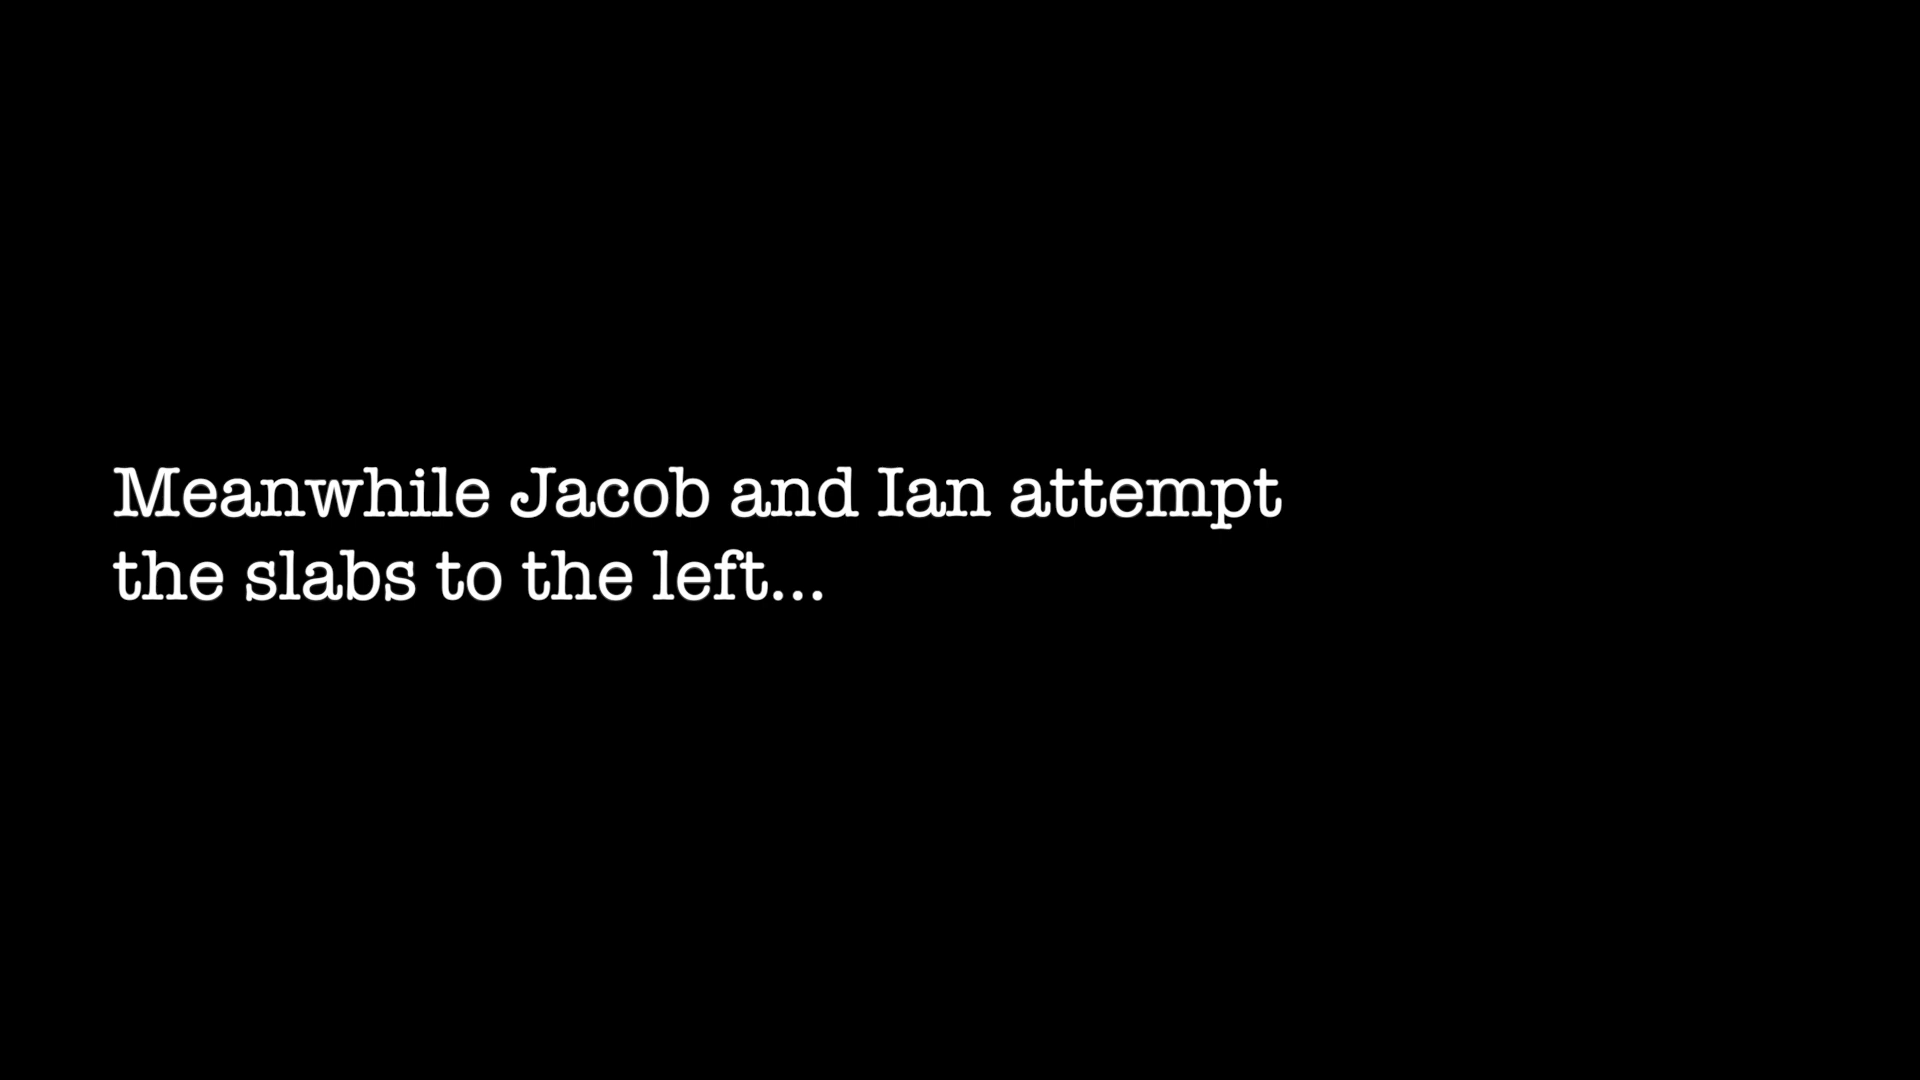 Meanwhile Jacob and Ian attempt
the slabs to the left...